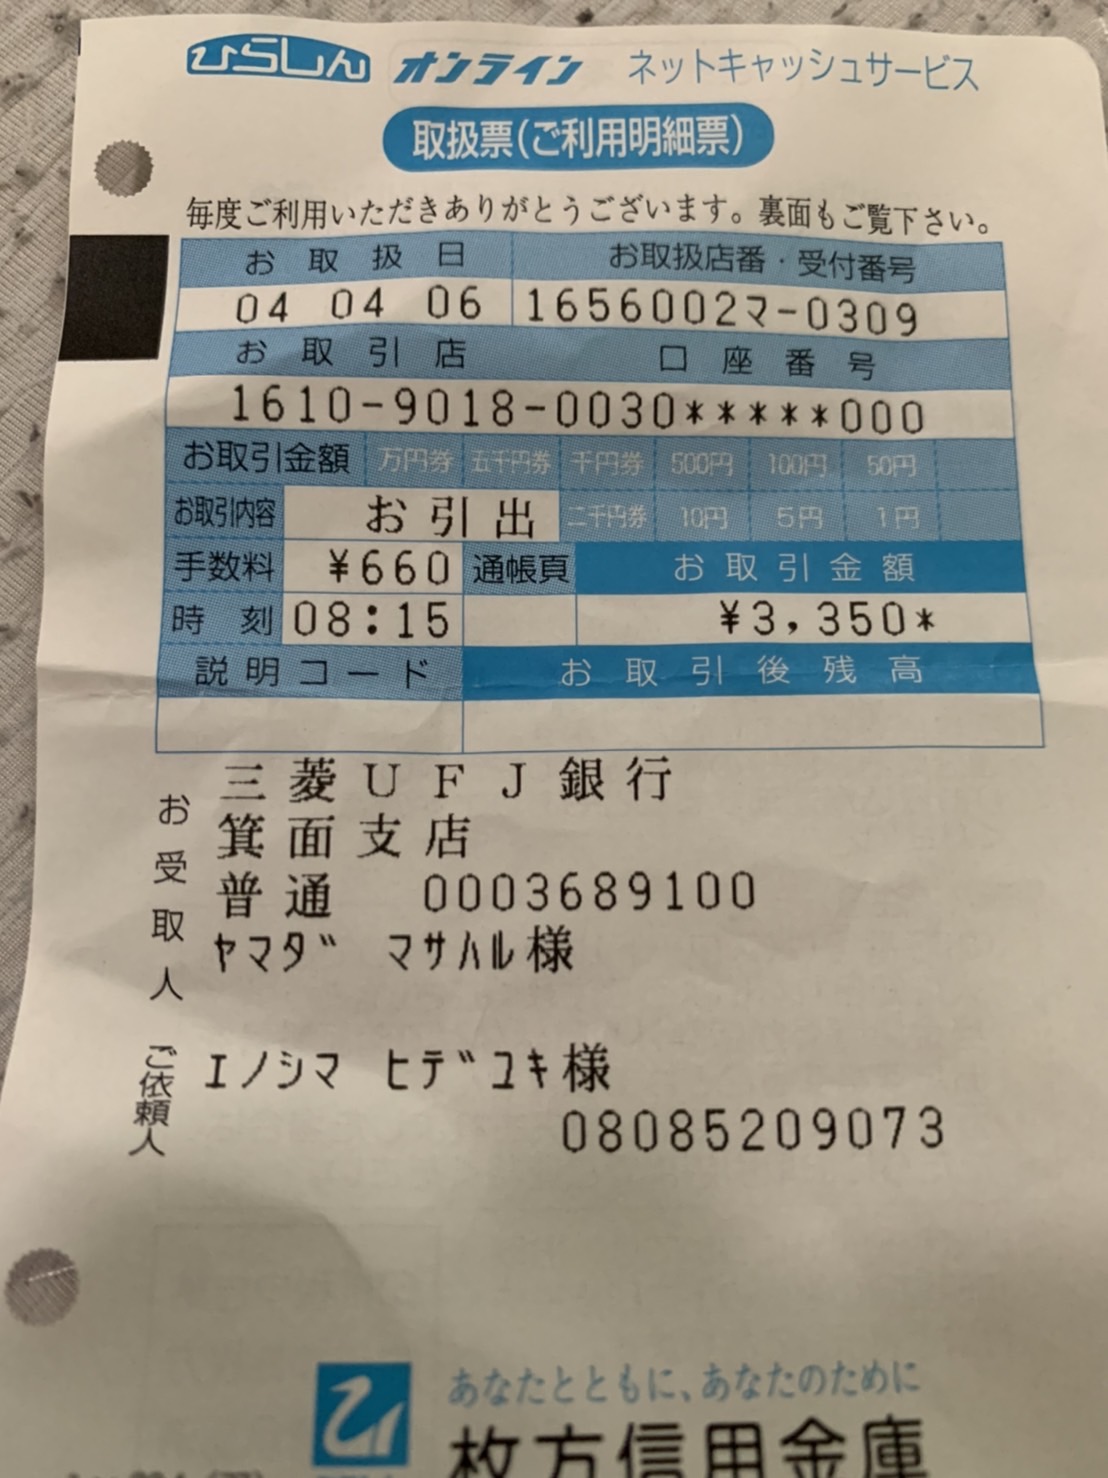 ひらしん オンライン ネットキャッシュサービス
取扱票(ご利用明細票)
毎度ご利用いただきありがとうございます。裏面もご覧下さい。
お取扱日 お取扱店番・受付番号
04 04 06 1656002マ-0309
お取引店 口座番号
1610-9018-0030*****000
お取引金額 万円券 五千円券 千円券 500円 100円 50円
お取引内容 お引出 二千円券 10円 5円 1円
手数料 ¥660 通帳頁 お取引金額
時刻 08:15 ¥3,350*
説明コード お取引後残高
お受取人
三菱UFJ銀行
箕面支店
普通 0003689100
ヤマダ マサハル様
ご依頼人
エノシマ ヒデユキ様
08085209073
あなたとともに、あなたのために
枚方信用金庫